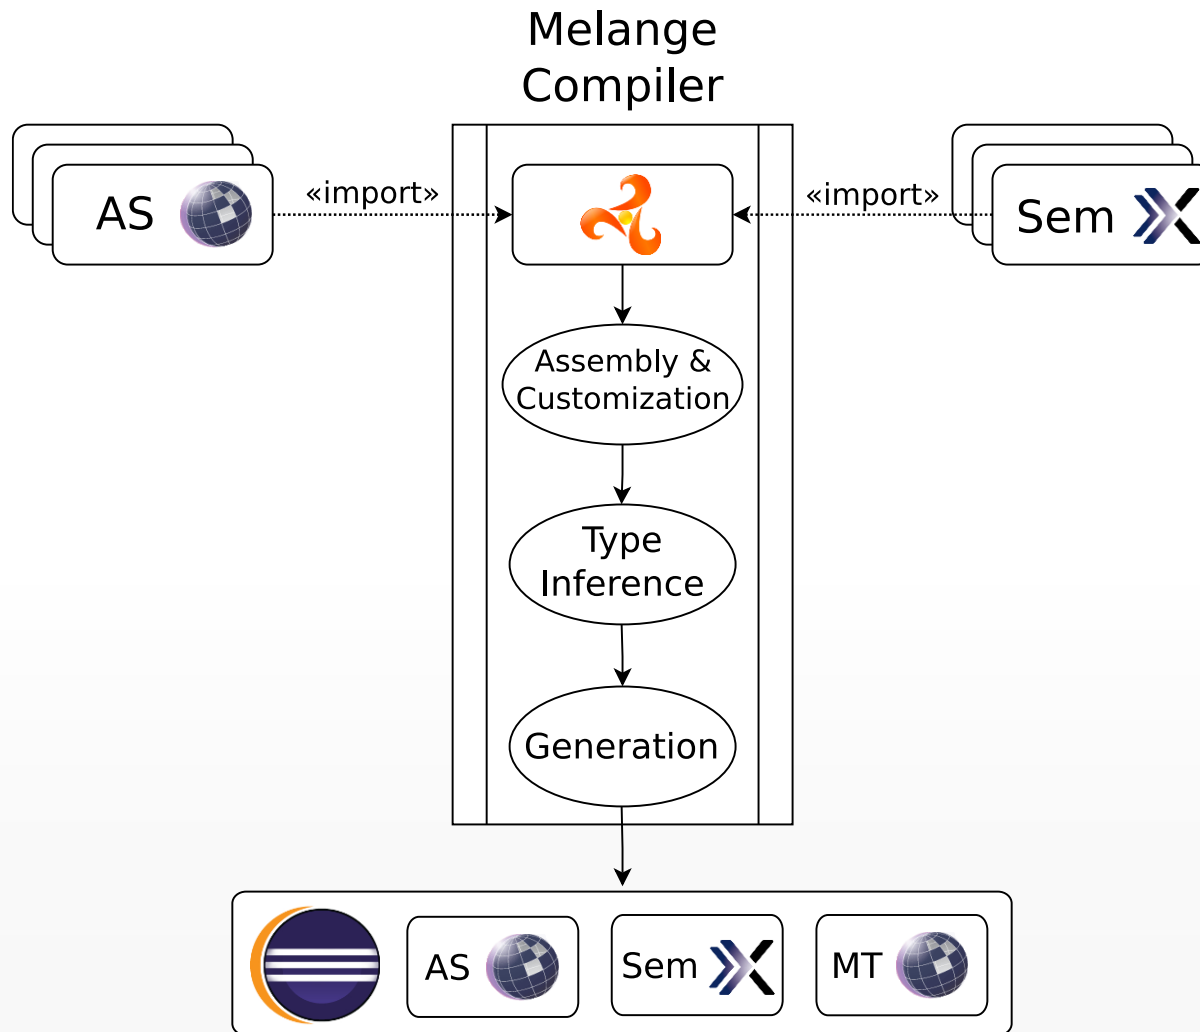 Melange
Compiler
AS
«import»
«import»
Sem
Assembly &
Customization
Type
Inference
Generation
AS
Sem
MT